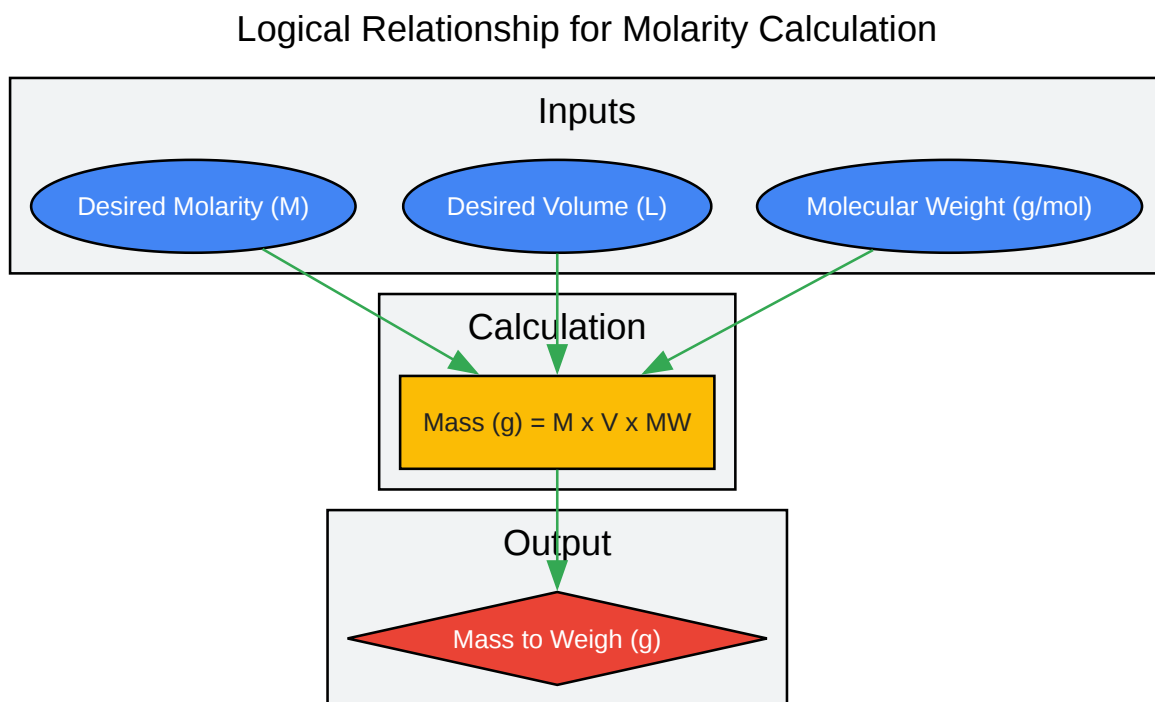 Logical Relationship for Molarity Calculation
Inputs
Desired Molarity (M)
Desired Volume (L)
Molecular Weight (g/mol)
Calculation
Mass (g) = M x V x MW
Output
Mass to Weigh (g)